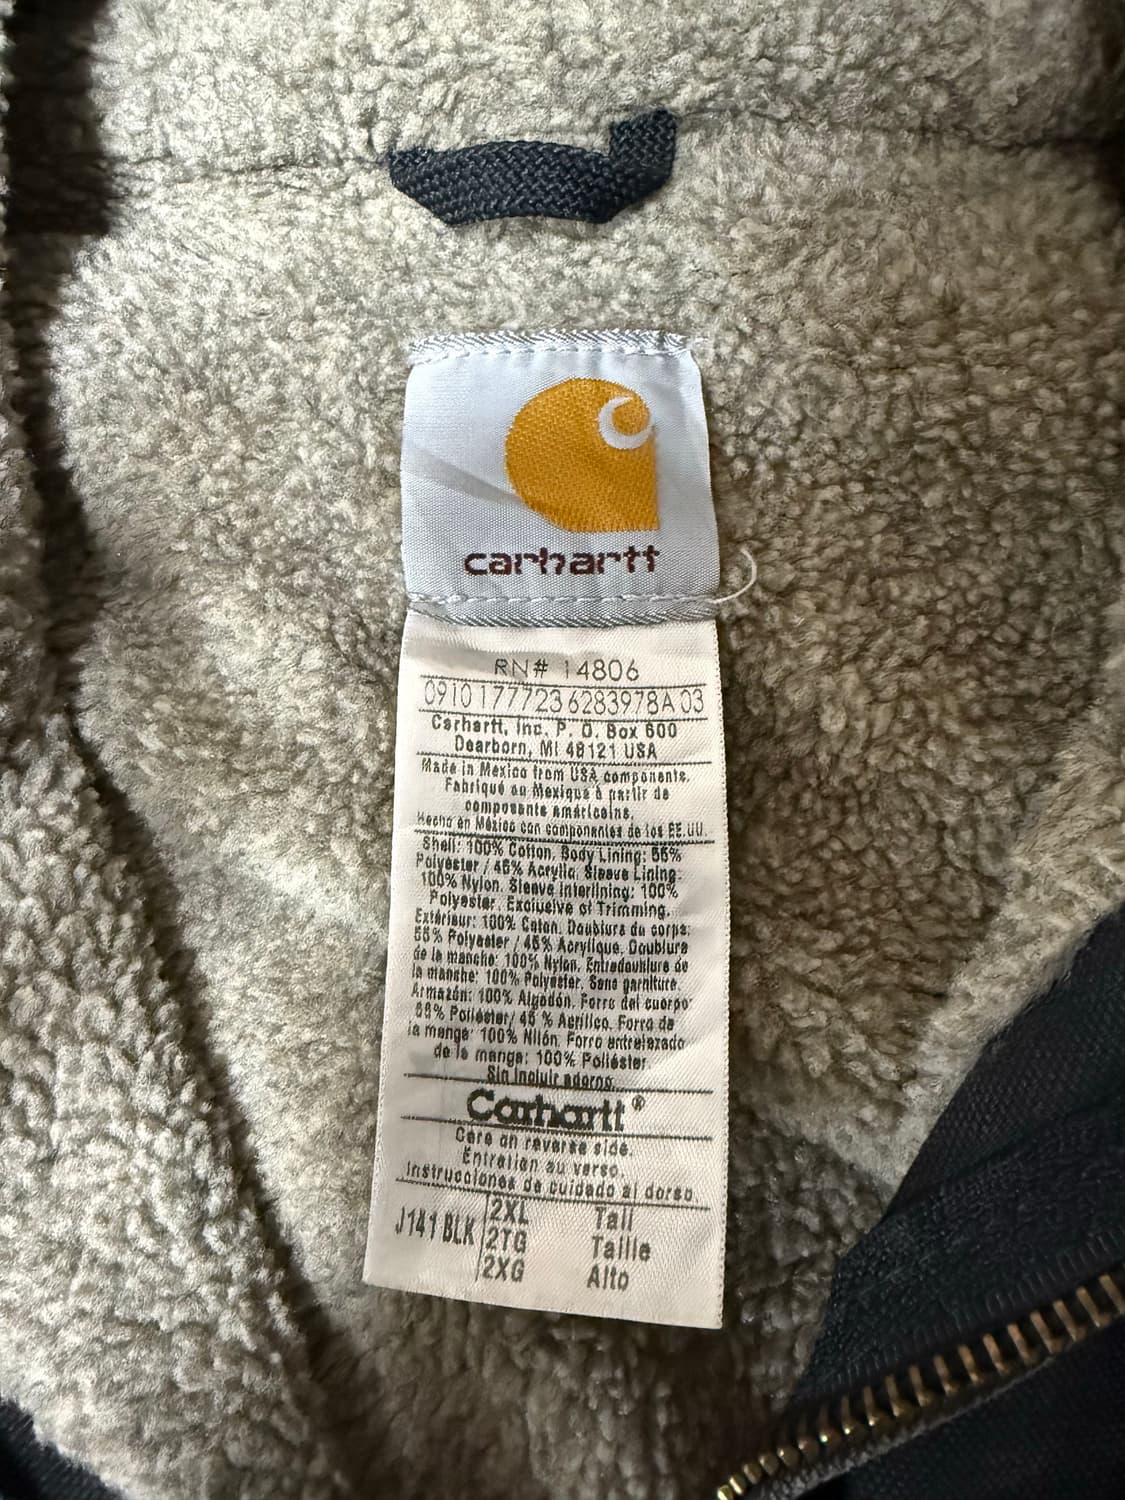 carhartt
RN# 14806
0910 177723 6283978A 03
Carhartt, Inc. P. O. Box 600
Dearborn, MI 48121 USA
Made in Mexico from USA components.
Fabriqué au Mexique à partir de
composants américains.
Hecho en México con componentes de los EE.UU.
Shell: 100% Cotton, Body Lining: 55%
Polyester / 45% Acrylic, Sleeve Lining:
100% Nylon. Sleeve Interlining: 100%
Polyester. Exclusive of Trimming.
Extérieur: 100% Coton, Doublure du corps:
55% Polyester / 45% Acrylique, Doublure
de la manche: 100% Nylon, Entredoublure de
la manche: 100% Polyester, Sans garniture.
Armazón: 100% Algodón, Forro del cuerpo:
55% Poliéster/ 45 % Acrílico, Forro de
la manga: 100% Nilón, Forro entrelazado
de la manga: 100% Poliéster.
Sin incluir adorno.
Carhartt®
Care on reverse side.
Entretien au verso.
Instrucciones de cuidado al dorso.
J141 BLK 2XL Tall
2TG Taille
2XG Alto